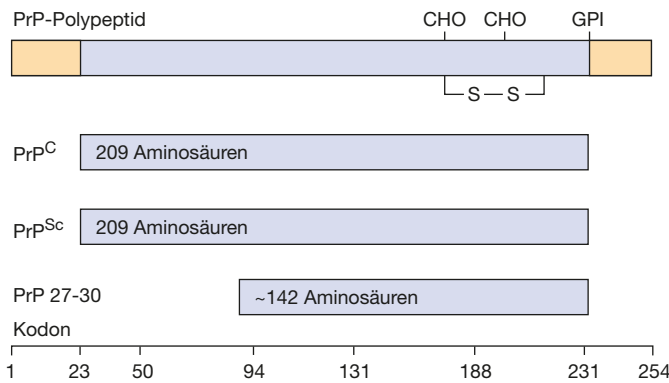 PrP-Polypeptid CHO CHO GPI
S S
PrP^C 209 Aminosäuren
PrP^Sc 209 Aminosäuren
PrP 27-30 ~142 Aminosäuren
Kodon
1 23 50 94 131 188 231 254